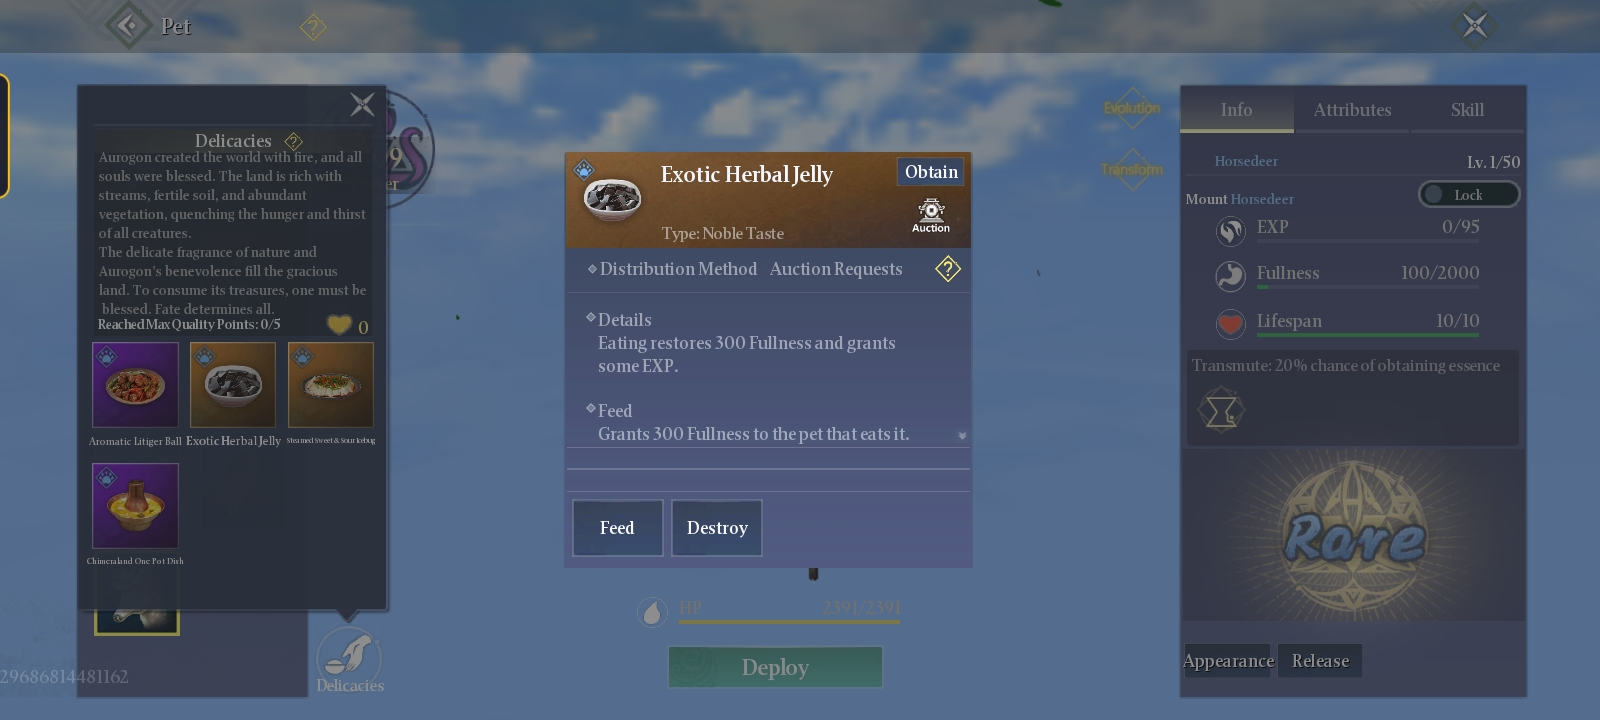 Pet
Delicacies
Aurogon created the world with fire, and all
souls were blessed. The land is rich with
streams, fertile soil, and abundant
vegetation, quenching the hunger and thirst
of all creatures.
The delicate fragrance of nature and
Aurogon's benevolence fill the gracious
land. To consume its treasures, one must be
blessed. Fate determines all.
Reached Max Quality Points: 0/5
0
Aromatic Litiger Ball
Exotic Herbal Jelly
Steamed Sweet & Sour Icebug
Chimeraland One Pot Dish
29686814481162
Delicacies
Exotic Herbal Jelly
Obtain
Type: Noble Taste
Auction
Distribution Method Auction Requests
Details
Eating restores 300 Fullness and grants
some EXP.
Feed
Grants 300 Fullness to the pet that eats it.
Feed
Destroy
HP 2391/2391
Deploy
Evolution
Transform
Info
Attributes
Skill
Horsedeer
Lv. 1/50
Mount Horsedeer
Lock
EXP 0/95
Fullness 100/2000
Lifespan 10/10
Transmute: 20% chance of obtaining essence
Rare
Appearance
Release